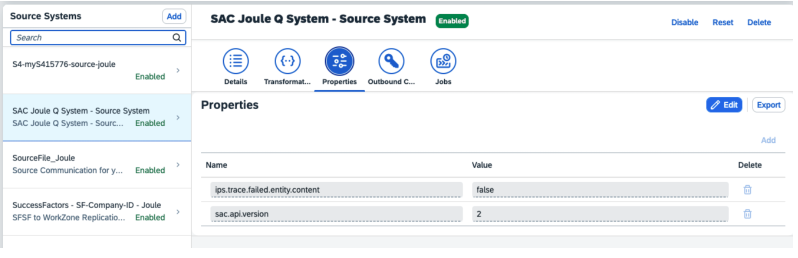 Source Systems
Add
Search
S4-myS415776-source-joule
Enabled
SAC Joule Q System - Source System
SAC Joule Q System - Sourc... Enabled
SourceFile_Joule
Source Communication for y... Enabled
SuccessFactors - SF-Company-ID - Joule
SFSF to WorkZone Replicatio... Enabled
SAC Joule Q System - Source System Enabled
Disable Reset Delete
Details Transformat... Properties Outbound C... Jobs
Properties
Edit Export
Add
Name Value Delete
ips.trace.failed.entity.content false
sac.api.version 2